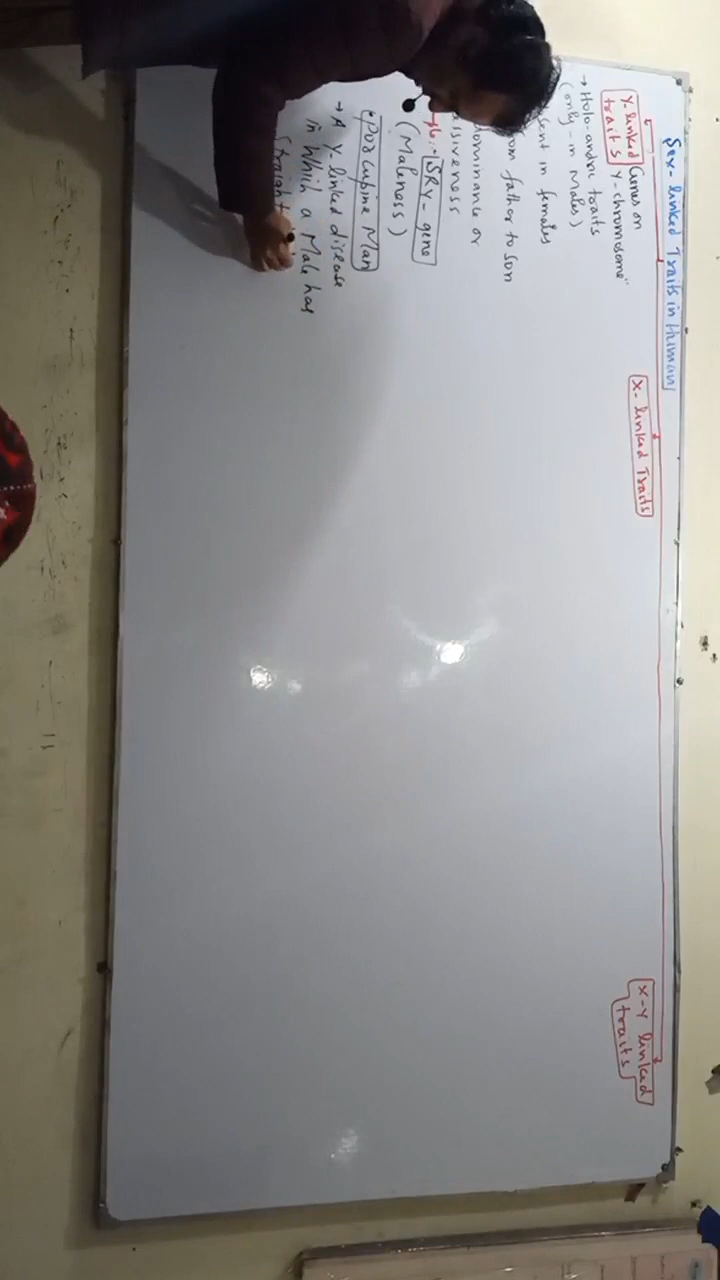 Sex-linked Traits in Humans
Y-linked traits
Genes on Y-chromosome"
→ Holo-andric traits
(only-in Males)
in females
from father to Son
dominance or
SRY-gene
(Maleness)
Porcupine Man
→ A Y-linked disease
in which a Male has
Straight
X-linked Traits
X-Y linked
traits